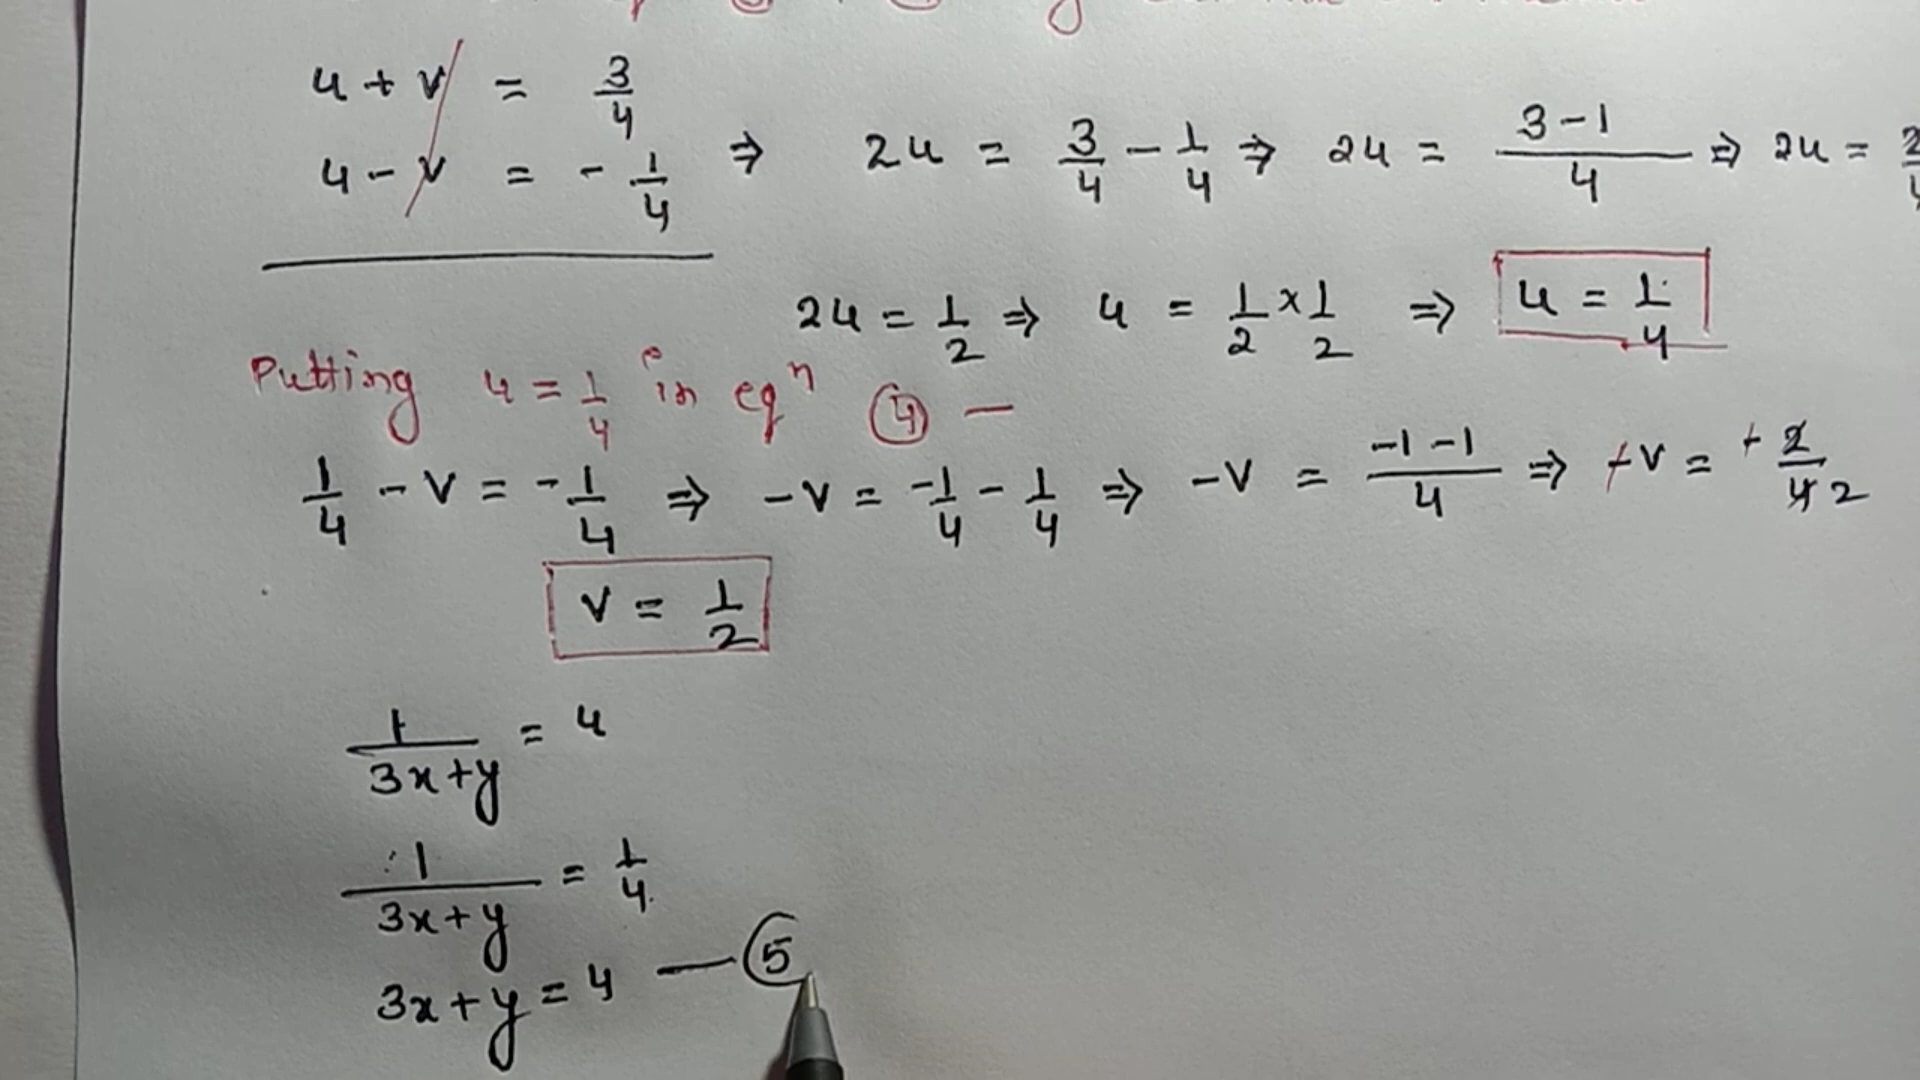 u + v = 3/4
u - v = - 1/4 ⇒ 2u = 3/4 - 1/4 ⇒ 2u = (3-1)/4 ⇒ 2u =
2u = 1/2 ⇒ u = 1/2 × 1/2 ⇒ u = 1/4
Putting u = 1/4 in eqⁿ ④ —
1/4 - v = - 1/4 ⇒ -v = -1/4 - 1/4 ⇒ -v = (-1-1)/4 ⇒ +v = + 2/4 2
v = 1/2
1/(3x+y) = u
1/(3x+y) = 1/4
3x+y = 4 — ⑤